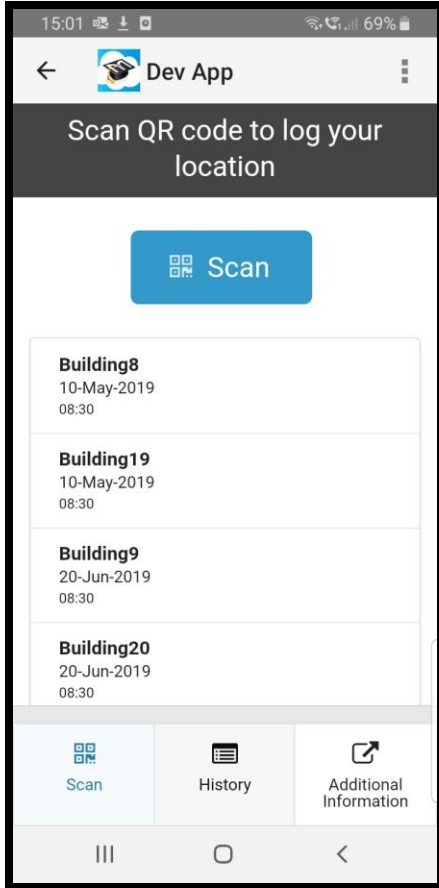 15:01 69%
Dev App
Scan QR code to log your
location
Scan
Building8
10-May-2019
08:30
Building19
10-May-2019
08:30
Building9
20-Jun-2019
08:30
Building20
20-Jun-2019
08:30
Scan History Additional
Information